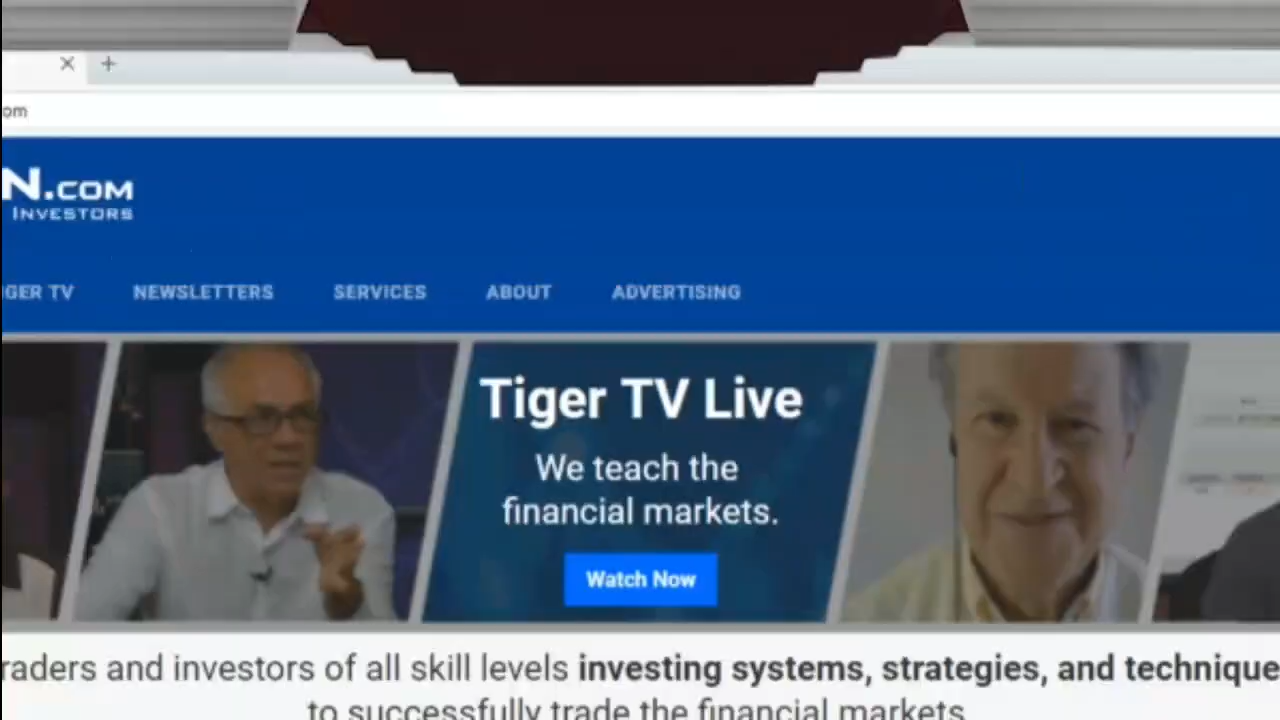 om
N.COM
INVESTORS
IGER TV NEWSLETTERS SERVICES ABOUT ADVERTISING
Tiger TV Live
We teach the
financial markets.
Watch Now
raders and investors of all skill levels investing systems, strategies, and technique
to successfully trade the financial markets